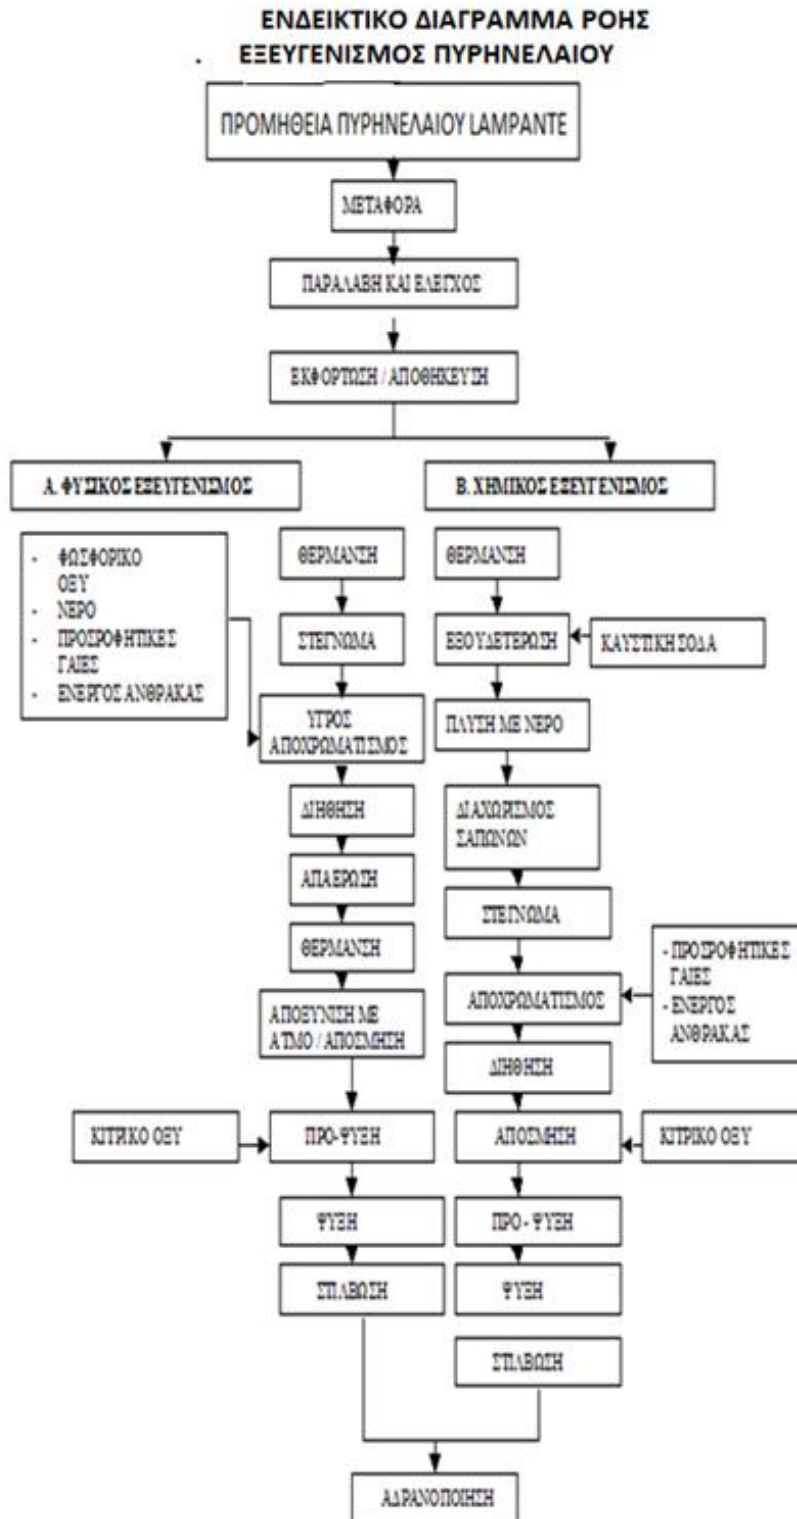 ΕΝΔΕΙΚΤΙΚΟ ΔΙΑΓΡΑΜΜΑ ΡΟΗΣ
. ΕΞΕΥΓΕΝΙΣΜΟΣ ΠΥΡΗΝΕΛΑΙΟΥ
ΠΡΟΜΗΘΕΙΑ ΠΥΡΗΝΕΛΑΙΟΥ LAMPANTE
ΜΕΤΑΦΟΡΑ
ΠΑΡΑΛΑΒΗ ΚΑΙ ΕΛΕΓΧΟΣ
ΕΚΦΟΡΤΩΣΗ / ΑΠΟΘΗΚΕΥΣΗ
Α. ΦΥΣΙΚΟΣ ΕΞΕΥΓΕΝΙΣΜΟΣ
- ΦΩΣΦΟΡΙΚΟ
ΟΞΥ
- ΝΕΡΟ
- ΠΡΟΣΡΟΦΗΤΙΚΕΣ
ΓΑΙΕΣ
- ΕΝΕΡΓΟΣ ΑΝΘΡΑΚΑΣ
ΘΕΡΜΑΝΣΗ
ΣΤΕΓΝΩΜΑ
ΥΓΡΟΣ
ΑΠΟΧΡΩΜΑΤΙΣΜΟΣ
ΔΙΗΘΗΣΗ
ΑΠΑΕΡΩΣΗ
ΘΕΡΜΑΝΣΗ
ΑΠΟΞΥΝΙΣΗ ΜΕ
ΑΤΜΟ / ΑΠΟΣΜΗΣΗ
ΚΙΤΡΙΚΟ ΟΞΥ
ΠΡΟ-ΨΥΞΗ
ΨΥΞΗ
ΣΤΙΛΒΩΣΗ
Β. ΧΗΜΙΚΟΣ ΕΞΕΥΓΕΝΙΣΜΟΣ
ΘΕΡΜΑΝΣΗ
ΕΞΟΥΔΕΤΕΡΩΣΗ
ΚΑΥΣΤΙΚΗ ΣΟΔΑ
ΠΛΥΣΗ ΜΕ ΝΕΡΟ
ΔΙΑΧΩΡΙΣΜΟΣ
ΣΑΠΩΝΩΝ
ΣΤΕΓΝΩΜΑ
ΑΠΟΧΡΩΜΑΤΙΣΜΟΣ
- ΠΡΟΣΡΟΦΗΤΙΚΕΣ
ΓΑΙΕΣ
- ΕΝΕΡΓΟΣ
ΑΝΘΡΑΚΑΣ
ΔΙΗΘΗΣΗ
ΑΠΟΣΜΗΣΗ
ΚΙΤΡΙΚΟ ΟΞΥ
ΠΡΟ - ΨΥΞΗ
ΨΥΞΗ
ΣΤΙΛΒΩΣΗ
ΑΔΡΑΝΟΠΟΙΗΣΗ